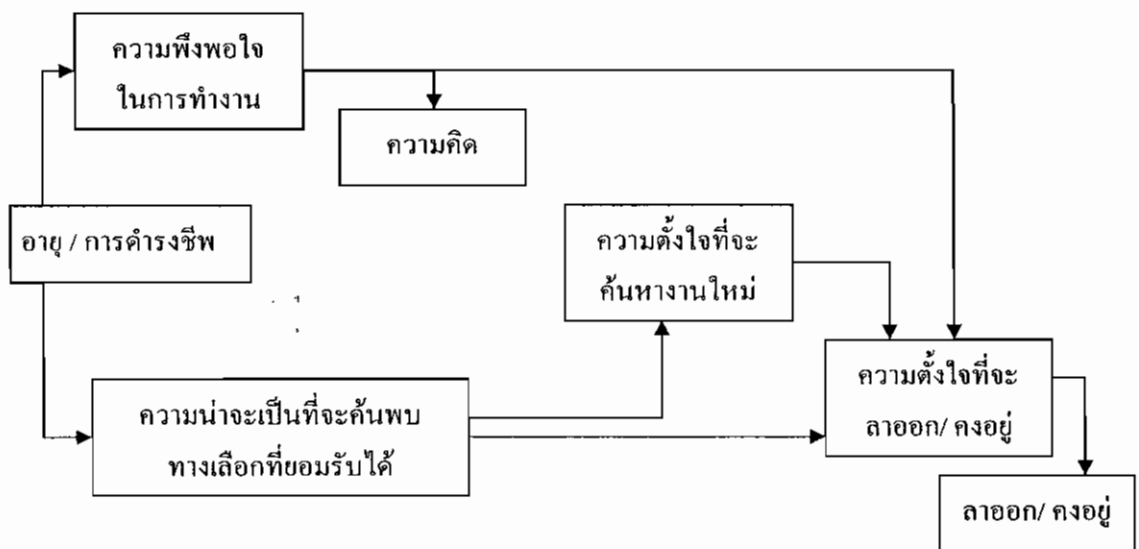 ความพึงพอใจ
ในการทำงาน
ความคิด
อายุ / การดำรงชีพ
ความตั้งใจที่จะ
ค้นหางานใหม่
ความน่าจะเป็นที่จะค้นพบ
ทางเลือกที่ยอมรับได้
ความตั้งใจที่จะ
ลาออก/ คงอยู่
ลาออก/ คงอยู่